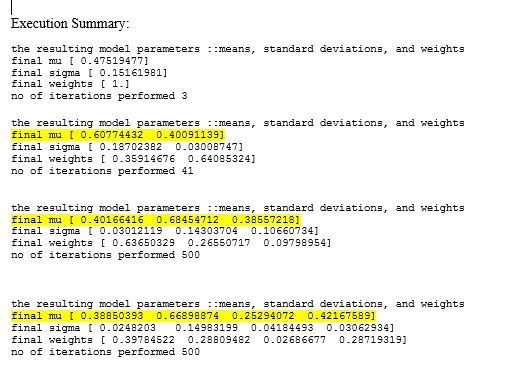 Execution Summary:
the resulting model parameters ::means, standard deviations, and weights
final mu [ 0.47519477]
final sigma [ 0.15161981]
final weights [ 1.]
no of iterations performed 3
the resulting model parameters ::means, standard deviations, and weights
final mu [ 0.60774432 0.40091139]
final sigma [ 0.18702382 0.03008747]
final weights [ 0.35914676 0.64085324]
no of iterations performed 41
the resulting model parameters ::means, standard deviations, and weights
final mu [ 0.40166416 0.68454712 0.38557218]
final sigma [ 0.03012119 0.14303704 0.10660734]
final weights [ 0.63650329 0.26550717 0.09798954]
no of iterations performed 500
the resulting model parameters ::means, standard deviations, and weights
final mu [ 0.38850393 0.66898874 0.25294072 0.42167589]
final sigma [ 0.0248203 0.14983199 0.04184493 0.03062934]
final weights [ 0.39784522 0.28809482 0.02686677 0.28719319]
no of iterations performed 500